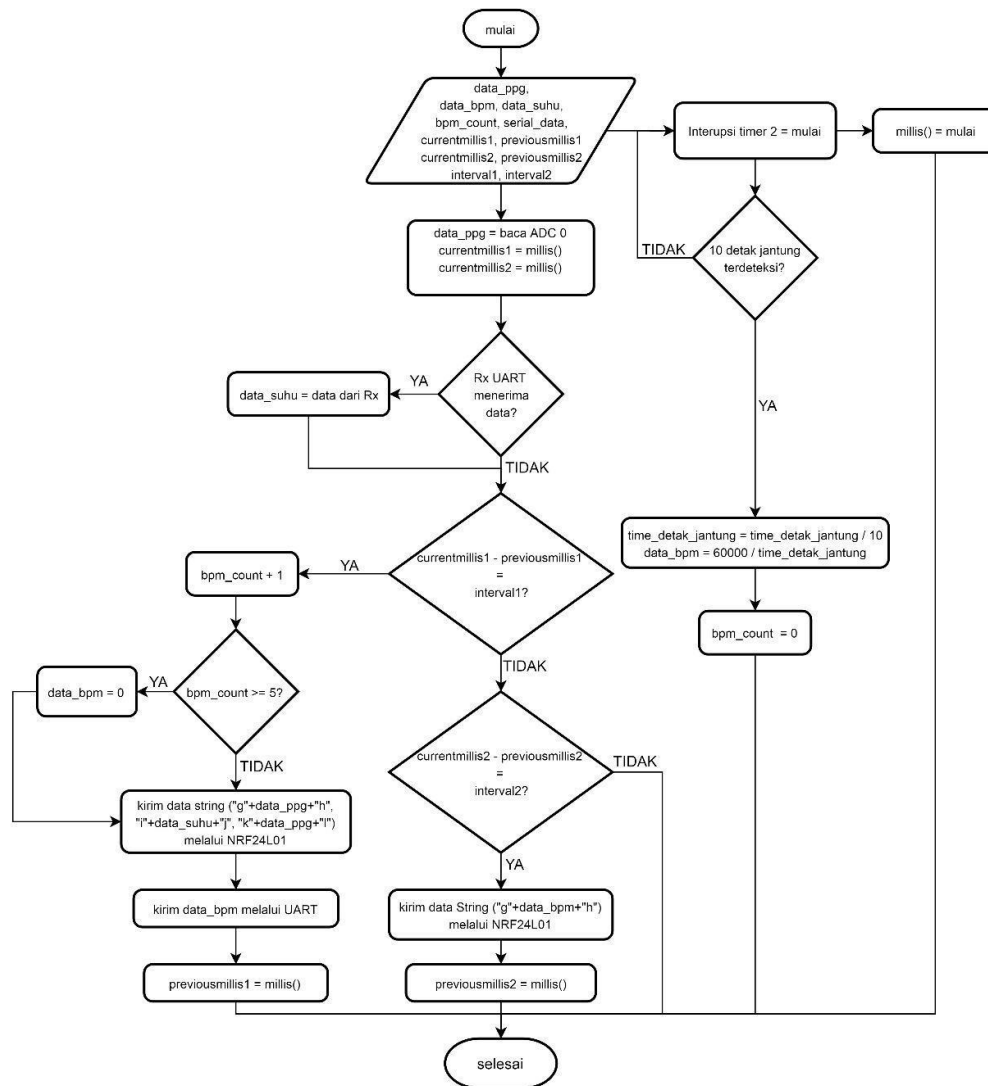 mulai
data_ppg,
data_bpm, data_suhu,
bpm_count, serial_data,
currentmillis1, previousmillis1
currentmillis2, previousmillis2
interval1, interval2
Interupsi timer 2 = mulai
millis() = mulai
data_ppg = baca ADC 0
currentmillis1 = millis()
currentmillis2 = millis()
TIDAK
10 detak jantung
terdeteksi?
YA
Rx UART
menerima
data?
YA
data_suhu = data dari Rx
TIDAK
time_detak_jantung = time_detak_jantung / 10
data_bpm = 60000 / time_detak_jantung
bpm_count = 0
currentmillis1 - previousmillis1
=
interval1?
YA
bpm_count + 1
TIDAK
bpm_count >= 5?
YA
data_bpm = 0
TIDAK
currentmillis2 - previousmillis2
=
interval2?
TIDAK
YA
kirim data string ("g"+data_ppg+"h",
"i"+data_suhu+"j", "k"+data_ppg+"l")
melalui NRF24L01
kirim data_bpm melalui UART
previousmillis1 = millis()
kirim data String ("g"+data_bpm+"h")
melalui NRF24L01
previousmillis2 = millis()
selesai